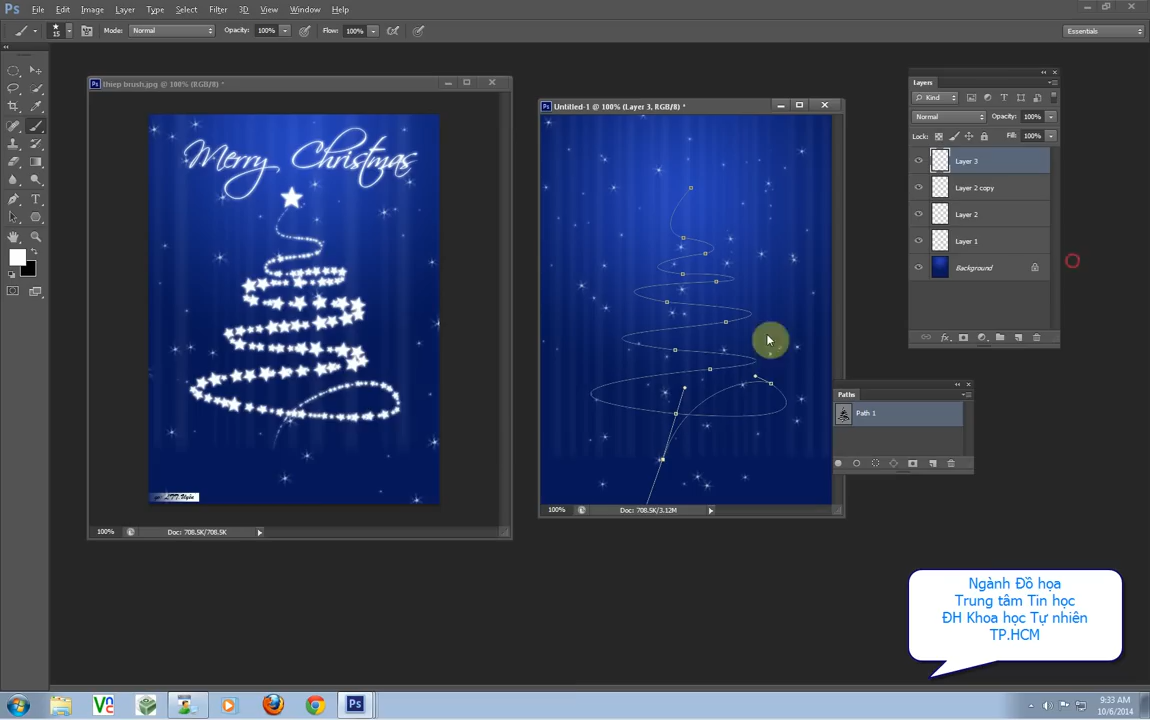 Ps File Edit Image Layer Type Select Filter 3D View Window Help
15 Mode: Normal Opacity: 100% Flow: 100% Essentials
Ps thiep brush.jpg @ 100% (RGB/8) *
Merry Christmas
100% Doc: 708.5K/708.5K
Ps Untitled-1 @ 100% (Layer 3, RGB/8) *
100% Doc: 708.5K/3.12M
Layers
Kind
Normal Opacity: 100%
Lock: Fill: 100%
Layer 3
Layer 2 copy
Layer 2
Layer 1
Background
Paths
Path 1
Ngành Đồ họa
Trung tâm Tin học
ĐH Khoa học Tự nhiên
TP.HCM
Ps
9:33 AM
10/6/2014